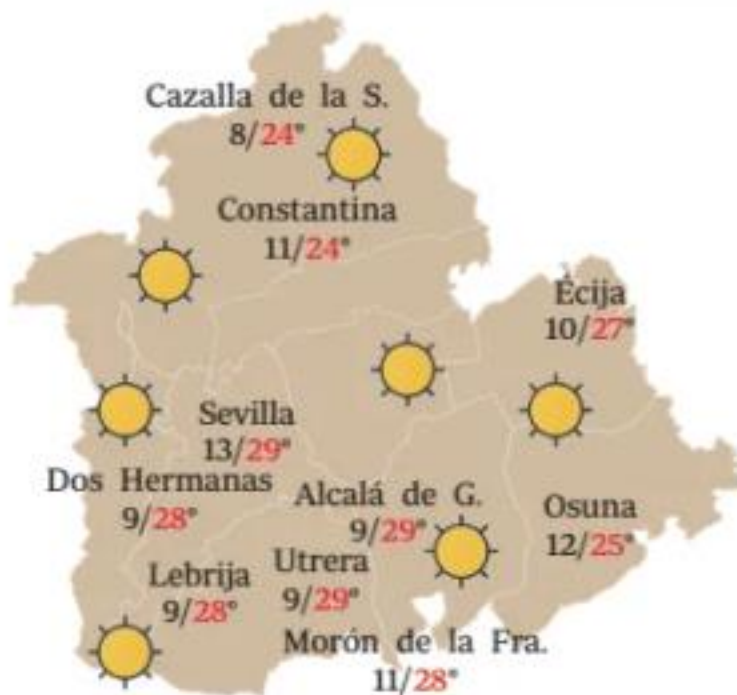 Cazalla de la S.
8/24°
Constantina
11/24°
Écija
10/27°
Sevilla
13/29°
Dos Hermanas
9/28°
Alcalá de G.
9/29°
Osuna
12/25°
Lebrija
9/28°
Utrera
9/29°
Morón de la Fra.
11/28°